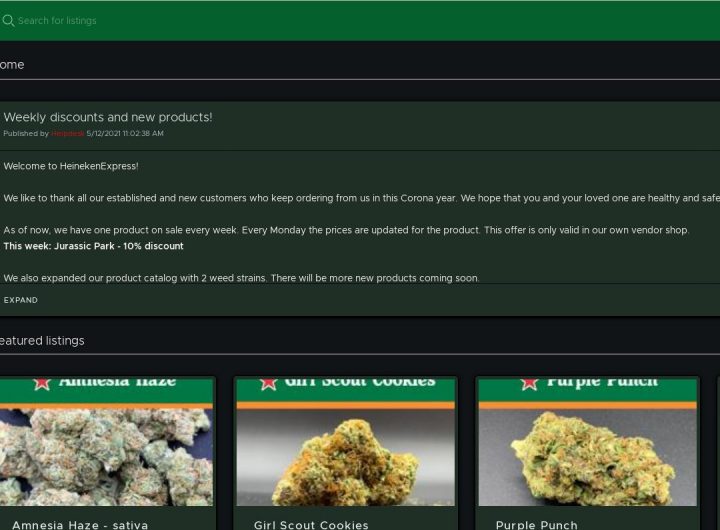 Search for listings
ome
Weekly discounts and new products!
Published by Helpdesk 5/12/2021 11:02:38 AM
Welcome to HeinekenExpress!
We like to thank all our established and new customers who keep ordering from us in this Corona year. We hope that you and your loved one are healthy and safe
As of now, we have one product on sale every week. Every Monday the prices are updated for the product. This offer is only valid in our own vendor shop.
This week: Jurassic Park - 10% discount
We also expanded our product catalog with 2 weed strains. There will be more new products coming soon.
EXPAND
eatured listings
Amnesia Haze
Girl Scout Cookies
Purple Punch
Amnesia Haze - sativa
Girl Scout Cookies
Purple Punch